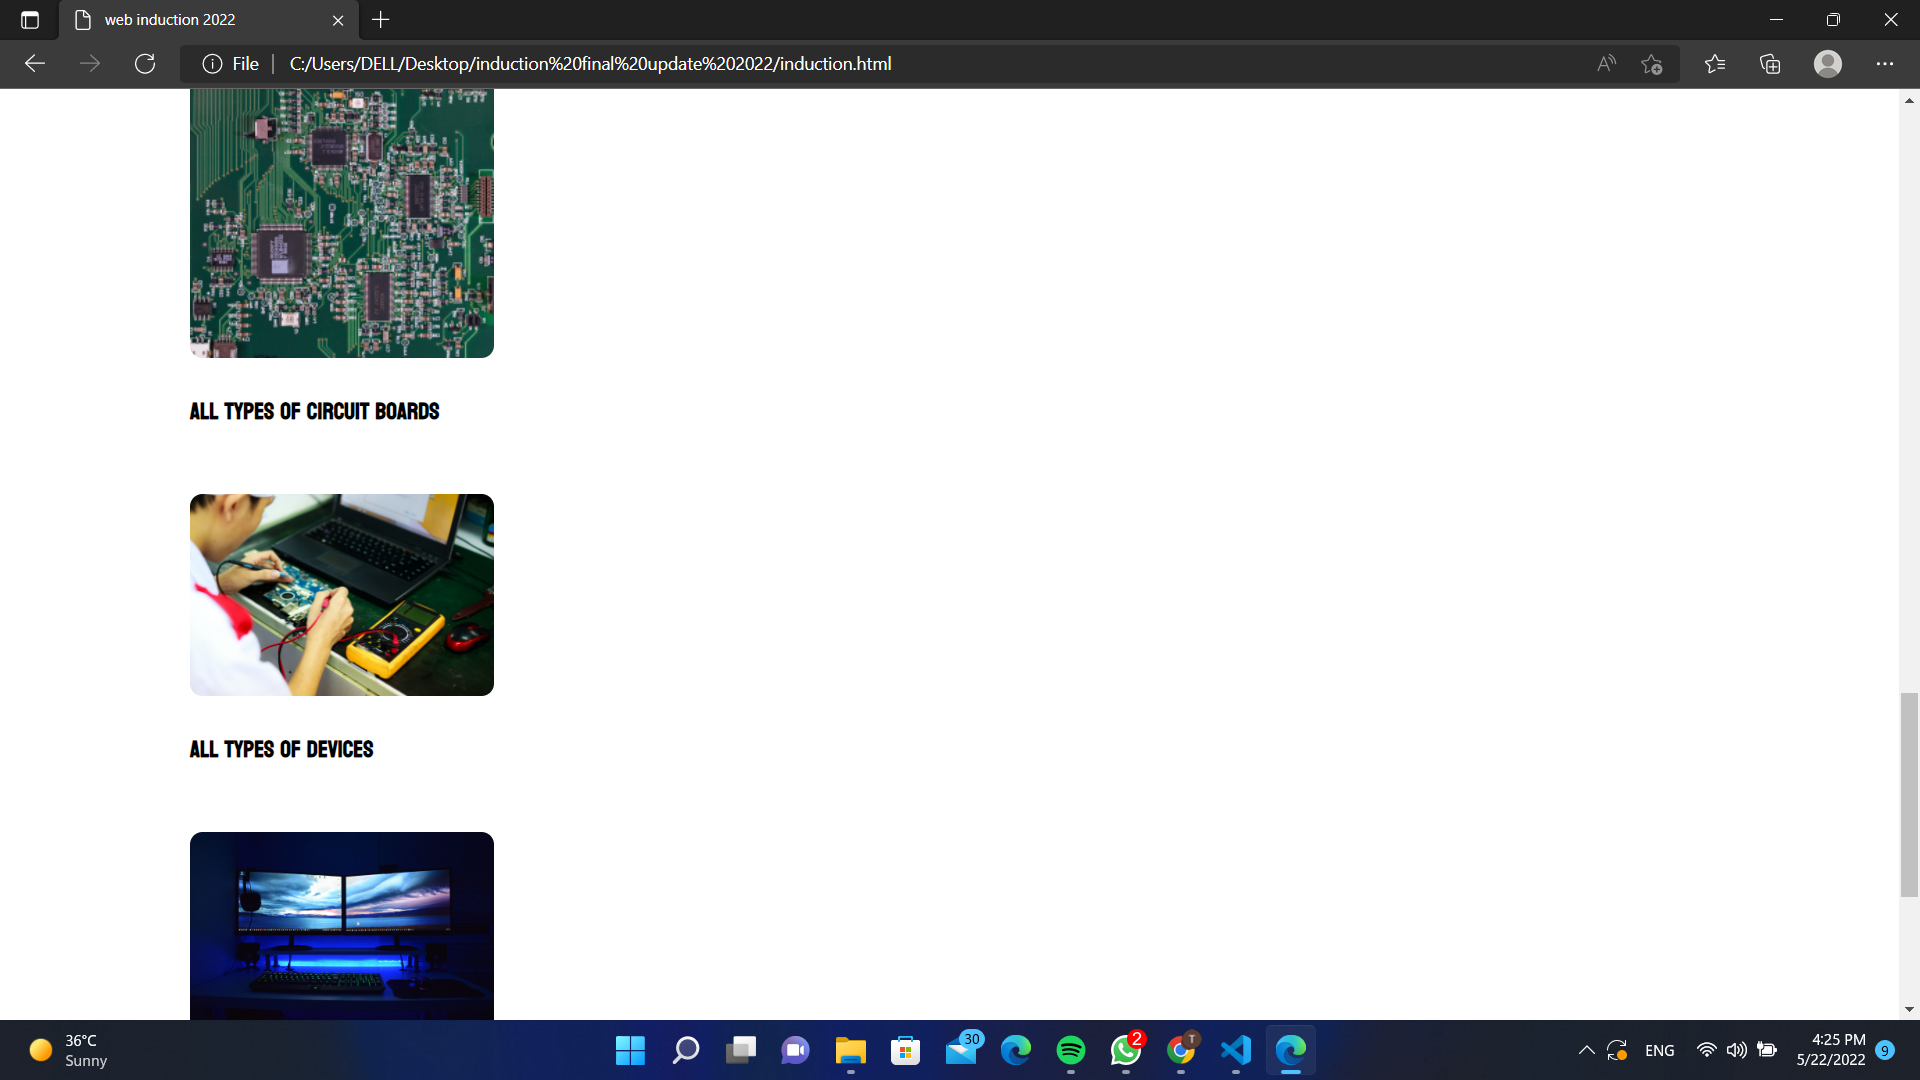 web induction 2022
File
C:/Users/DELL/Desktop/induction%20final%20update%202022/induction.html
ALL TYPES OF CIRCUIT BOARDS
ALL TYPES OF DEVICES
36°C
Sunny
30
2
T
ENG
4:25 PM
5/22/2022
9